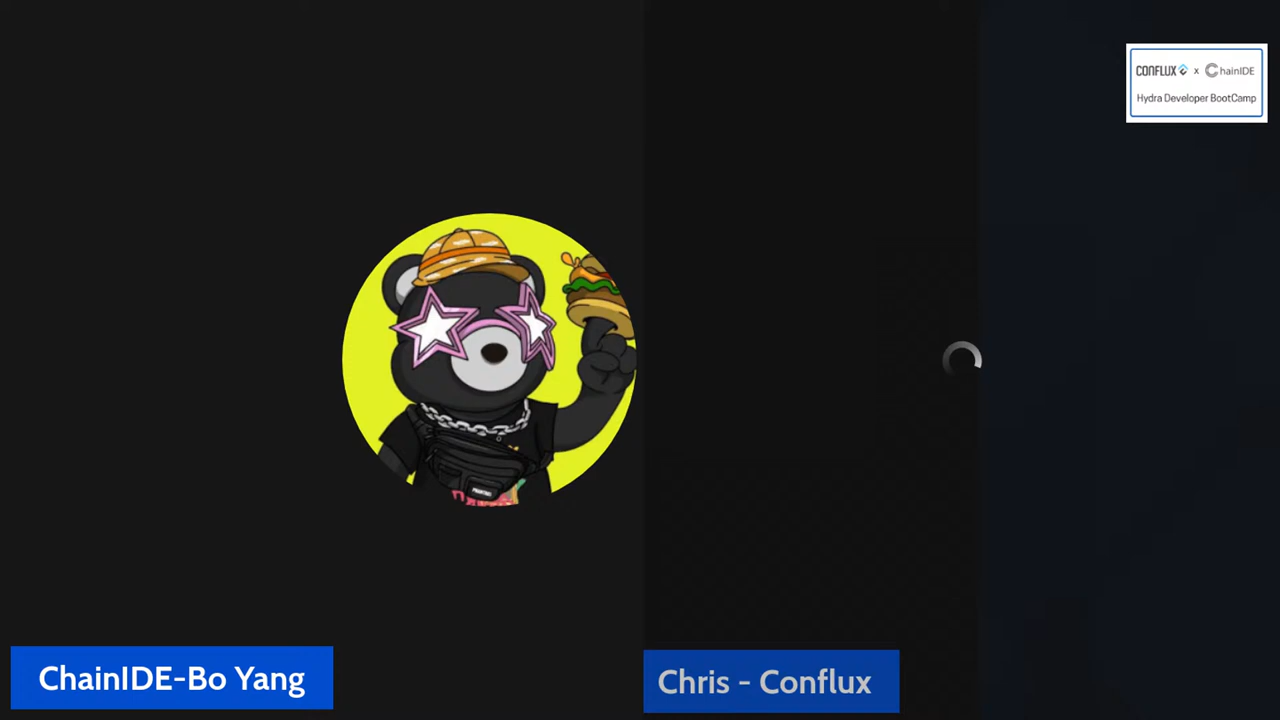 CONFLUX x ChainIDE
Hydra Developer BootCamp
ChainIDE-Bo Yang
Chris - Conflux